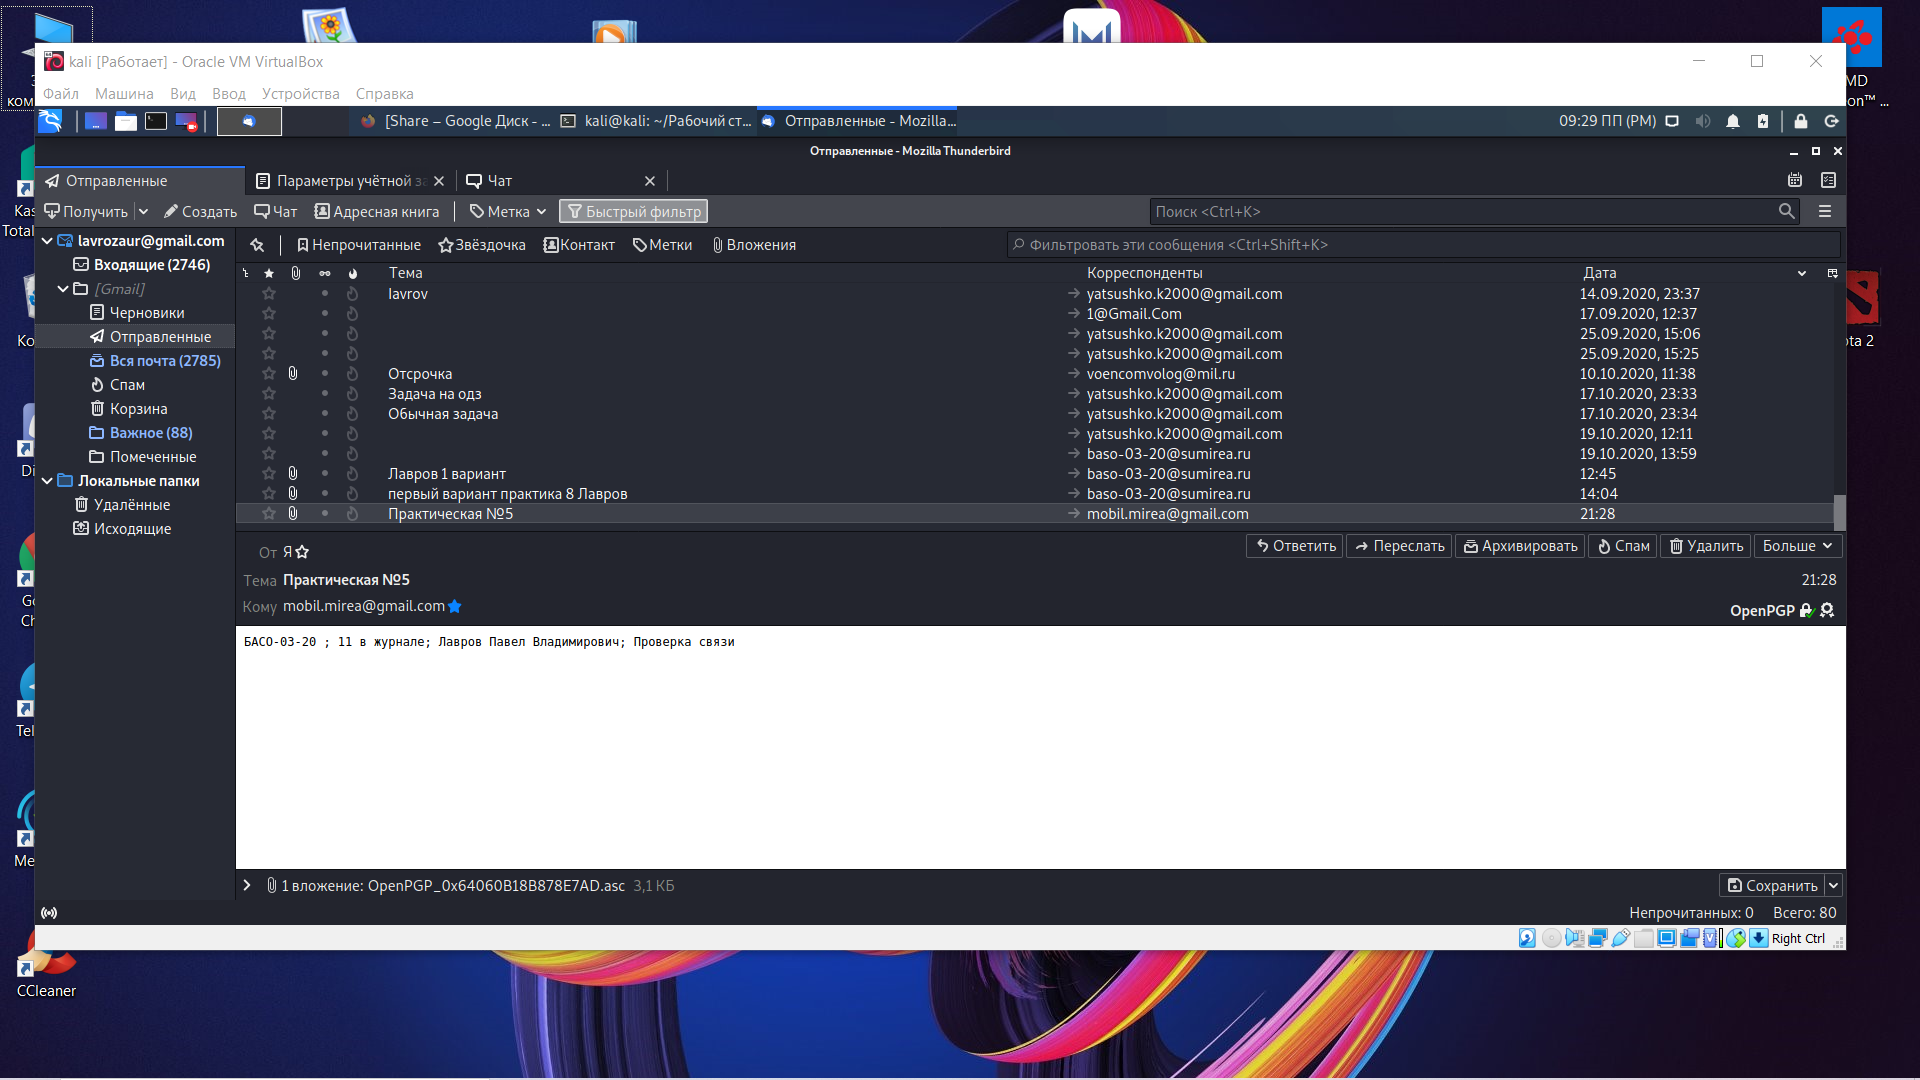 kali [Работает] - Oracle VM VirtualBox
Файл Машина Вид Ввод Устройства Справка
[Share – Google Диск - ... kali@kali: ~/Рабочий ст... Отправленные - Mozilla... 09:29 ПП (PM)
Отправленные - Mozilla Thunderbird
Отправленные Параметры учётной Чат
Получить Создать Чат Адресная книга Метка Быстрый фильтр Поиск <Ctrl+K>
Непрочитанные Звёздочка Контакт Метки Вложения Фильтровать эти сообщения <Ctrl+Shift+K>
lavrozaur@gmail.com
Входящие (2746)
[Gmail]
Черновики
Отправленные
Вся почта (2785)
Спам
Корзина
Важное (88)
Помеченные
Локальные папки
Удалённые
Исходящие
Тема Корреспонденты Дата
lavrov yatsushko.k2000@gmail.com 14.09.2020, 23:37
1@Gmail.Com 17.09.2020, 12:37
yatsushko.k2000@gmail.com 25.09.2020, 15:06
yatsushko.k2000@gmail.com 25.09.2020, 15:25
Отсрочка voencomvolog@mil.ru 10.10.2020, 11:38
Задача на одз yatsushko.k2000@gmail.com 17.10.2020, 23:33
Обычная задача yatsushko.k2000@gmail.com 17.10.2020, 23:34
yatsushko.k2000@gmail.com 19.10.2020, 12:11
baso-03-20@sumirea.ru 19.10.2020, 13:59
Лавров 1 вариант baso-03-20@sumirea.ru 12:45
первый вариант практика 8 Лавров baso-03-20@sumirea.ru 14:04
Практическая №5 mobil.mirea@gmail.com 21:28
От Я Ответить Переслать Архивировать Спам Удалить Больше
Тема Практическая №5 21:28
Кому mobil.mirea@gmail.com OpenPGP
БАСО-03-20 ; 11 в журнале; Лавров Павел Владимирович; Проверка связи
1 вложение: OpenPGP_0x64060B18B878E7AD.asc 3,1 КБ Сохранить
Непрочитанных: 0 Всего: 80
Right Ctrl
CCleaner